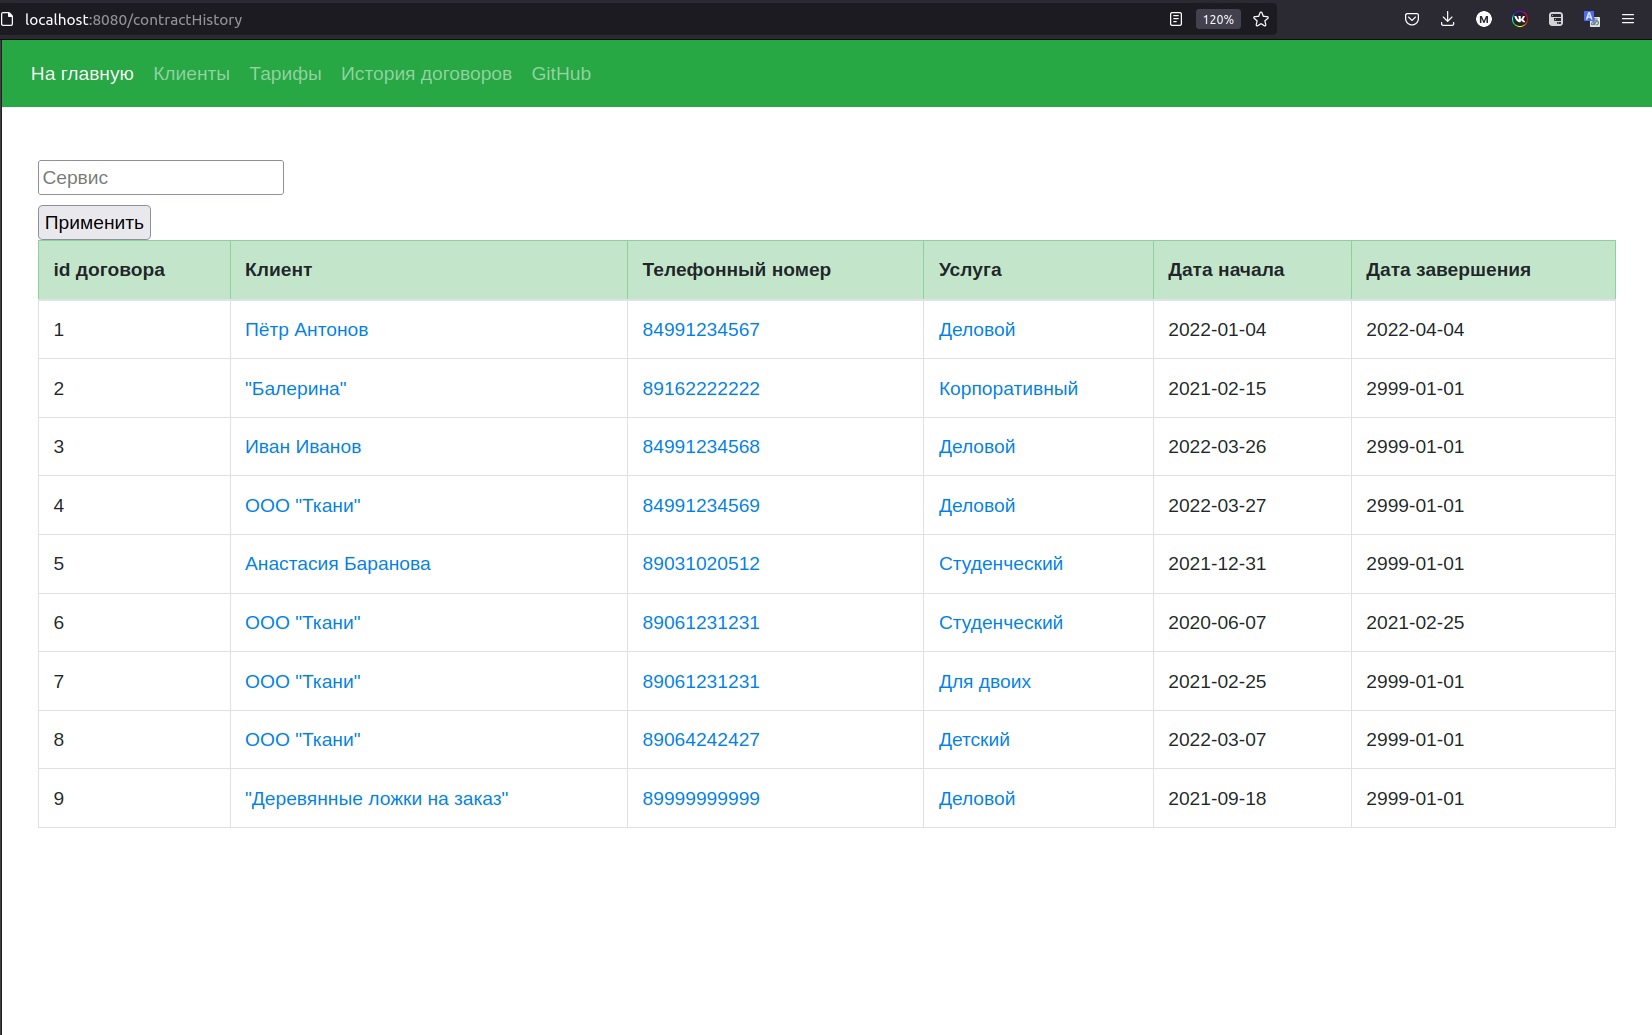 localhost:8080/contractHistory 120%
На главную Клиенты Тарифы История договоров GitHub
Сервис
Применить
id договора Клиент Телефонный номер Услуга Дата начала Дата завершения
1 Пётр Антонов 84991234567 Деловой 2022-01-04 2022-04-04
2 "Балерина" 89162222222 Корпоративный 2021-02-15 2999-01-01
3 Иван Иванов 84991234568 Деловой 2022-03-26 2999-01-01
4 ООО "Ткани" 84991234569 Деловой 2022-03-27 2999-01-01
5 Анастасия Баранова 89031020512 Студенческий 2021-12-31 2999-01-01
6 ООО "Ткани" 89061231231 Студенческий 2020-06-07 2021-02-25
7 ООО "Ткани" 89061231231 Для двоих 2021-02-25 2999-01-01
8 ООО "Ткани" 89064242427 Детский 2022-03-07 2999-01-01
9 "Деревянные ложки на заказ" 89999999999 Деловой 2021-09-18 2999-01-01